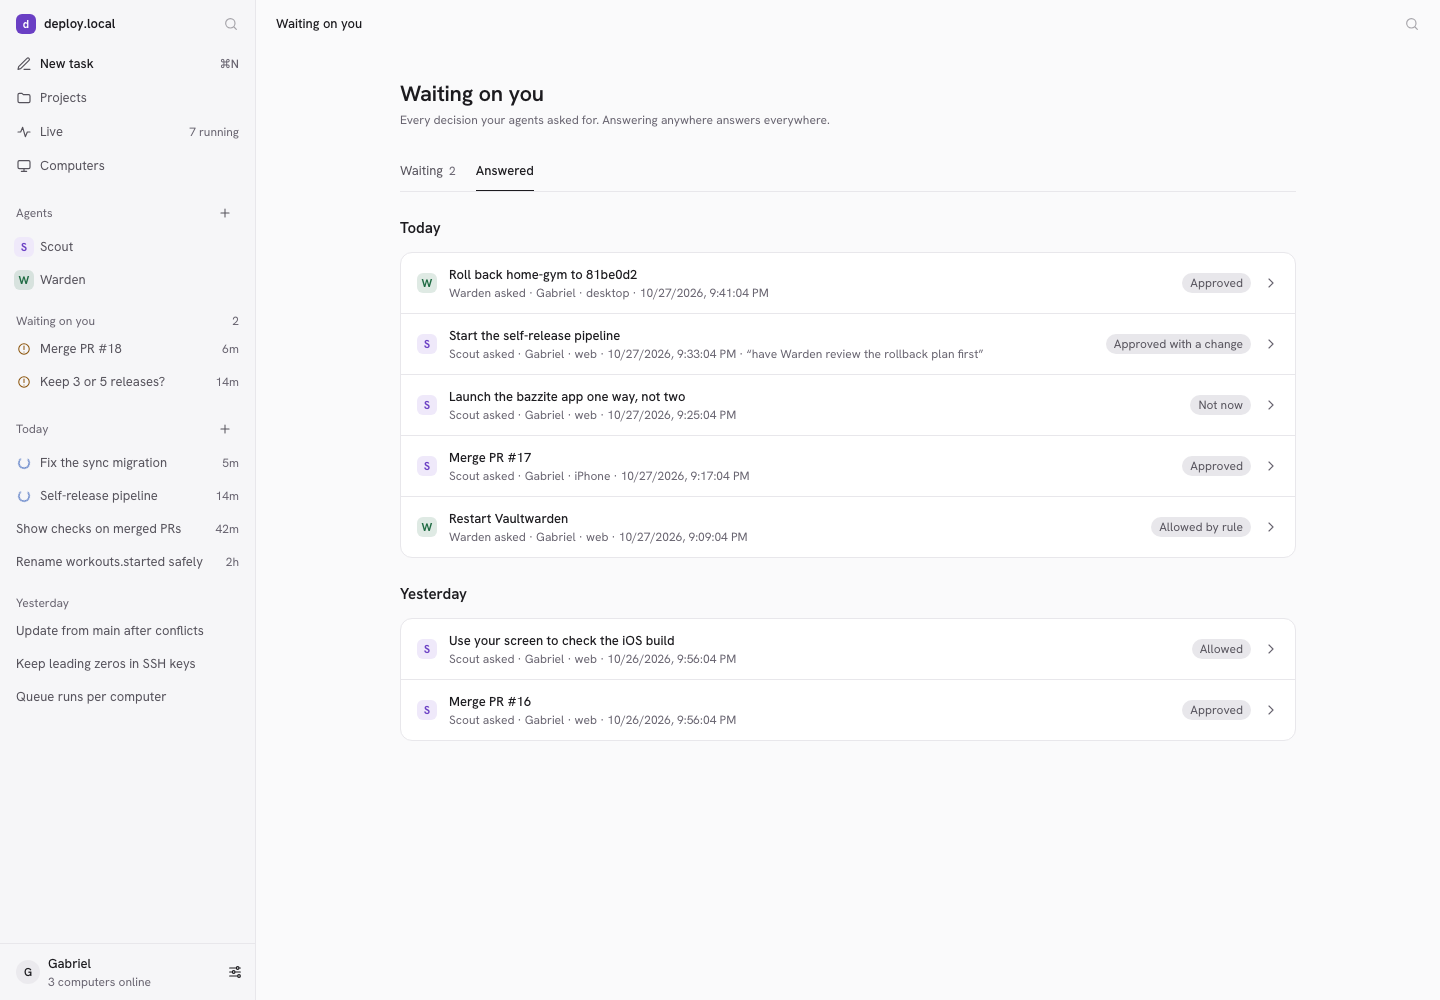 d deploy.local
New task ⌘N
Projects
Live 7 running
Computers
Agents
S Scout
W Warden
Waiting on you 2
Merge PR #18 6m
Keep 3 or 5 releases? 14m
Today
Fix the sync migration 5m
Self-release pipeline 14m
Show checks on merged PRs 42m
Rename workouts.started safely 2h
Yesterday
Update from main after conflicts
Keep leading zeros in SSH keys
Queue runs per computer
G Gabriel
3 computers online
Waiting on you
Waiting on you
Every decision your agents asked for. Answering anywhere answers everywhere.
Waiting 2 Answered
Today
W Roll back home-gym to 81be0d2
Warden asked · Gabriel · desktop · 10/27/2026, 9:41:04 PM
Approved
S Start the self-release pipeline
Scout asked · Gabriel · web · 10/27/2026, 9:33:04 PM · “have Warden review the rollback plan first”
Approved with a change
S Launch the bazzite app one way, not two
Scout asked · Gabriel · web · 10/27/2026, 9:25:04 PM
Not now
S Merge PR #17
Scout asked · Gabriel · iPhone · 10/27/2026, 9:17:04 PM
Approved
W Restart Vaultwarden
Warden asked · Gabriel · web · 10/27/2026, 9:09:04 PM
Allowed by rule
Yesterday
S Use your screen to check the iOS build
Scout asked · Gabriel · web · 10/26/2026, 9:56:04 PM
Allowed
S Merge PR #16
Scout asked · Gabriel · web · 10/26/2026, 9:56:04 PM
Approved